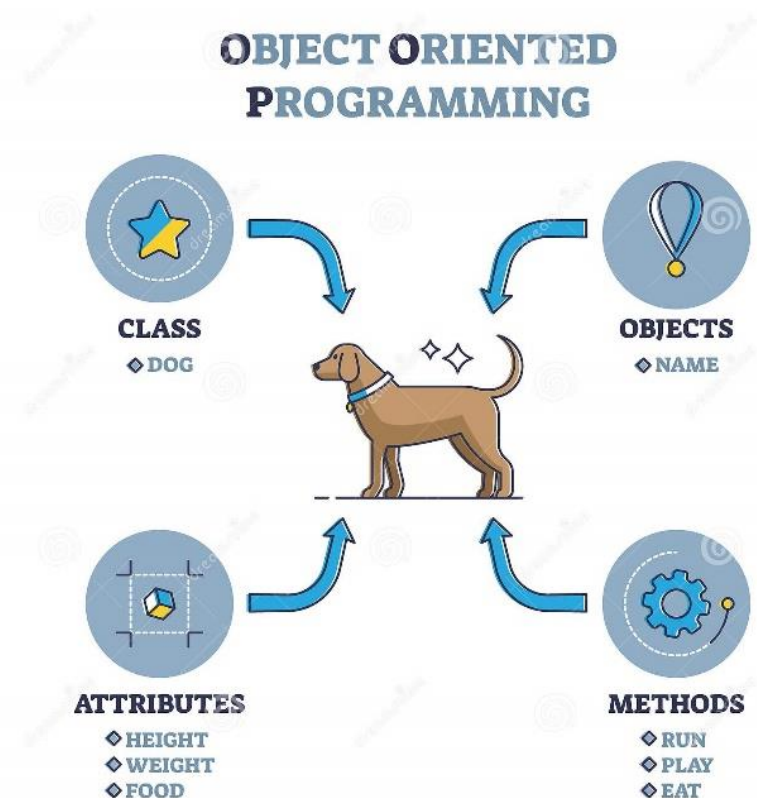 OBJECT ORIENTED
PROGRAMMING
CLASS
DOG
OBJECTS
NAME
ATTRIBUTES
HEIGHT
WEIGHT
FOOD
METHODS
RUN
PLAY
EAT